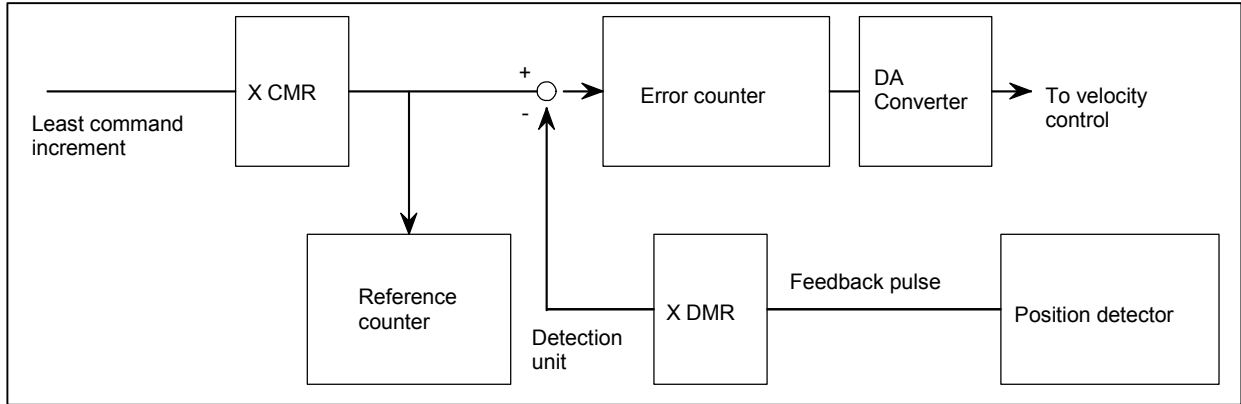 X CMR
+
-
Error counter
DA
Converter
To velocity
control
Least command
increment
Reference
counter
Detection
unit
X DMR
Feedback pulse
Position detector